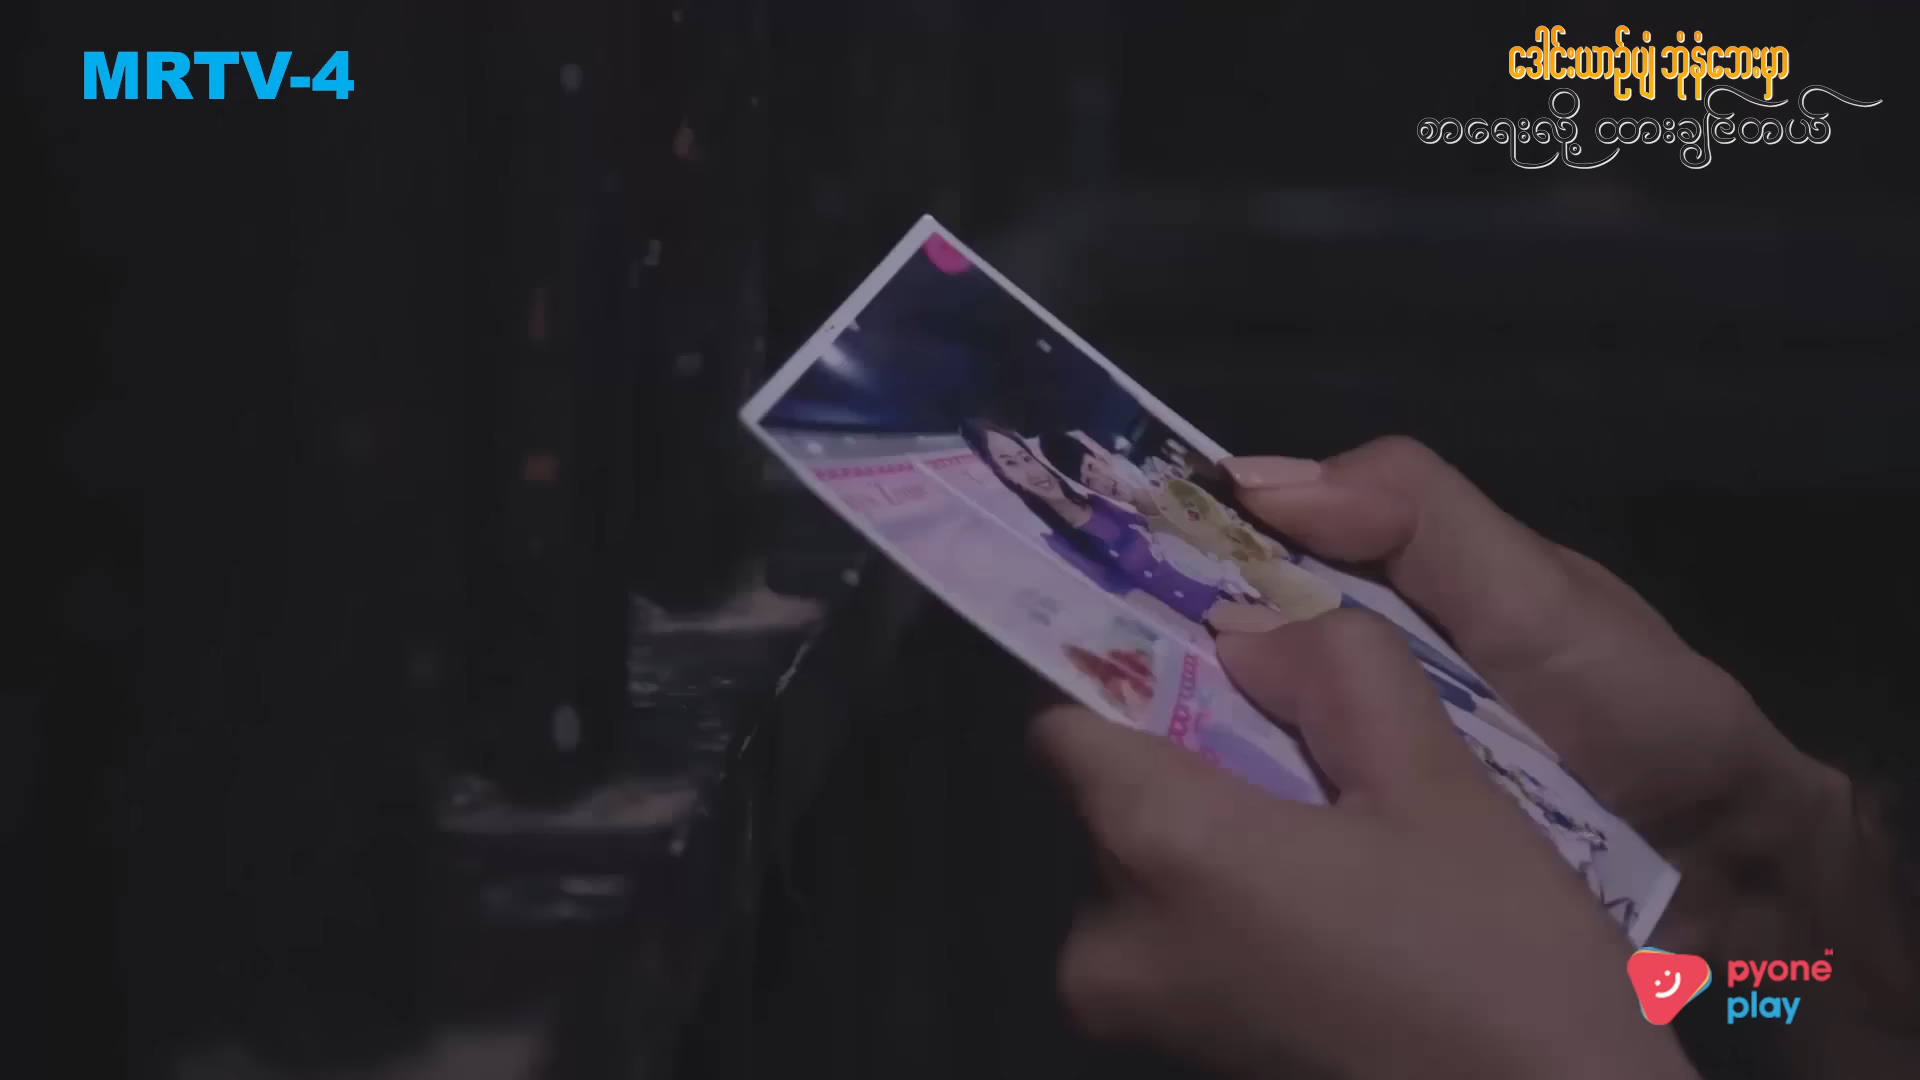 MRTV-4
ဒေါင်းယာဉ်ပျံ ဘုံနံဘေးမှာ
စာရေးလို့ ထားချင်တယ်
pyone
play